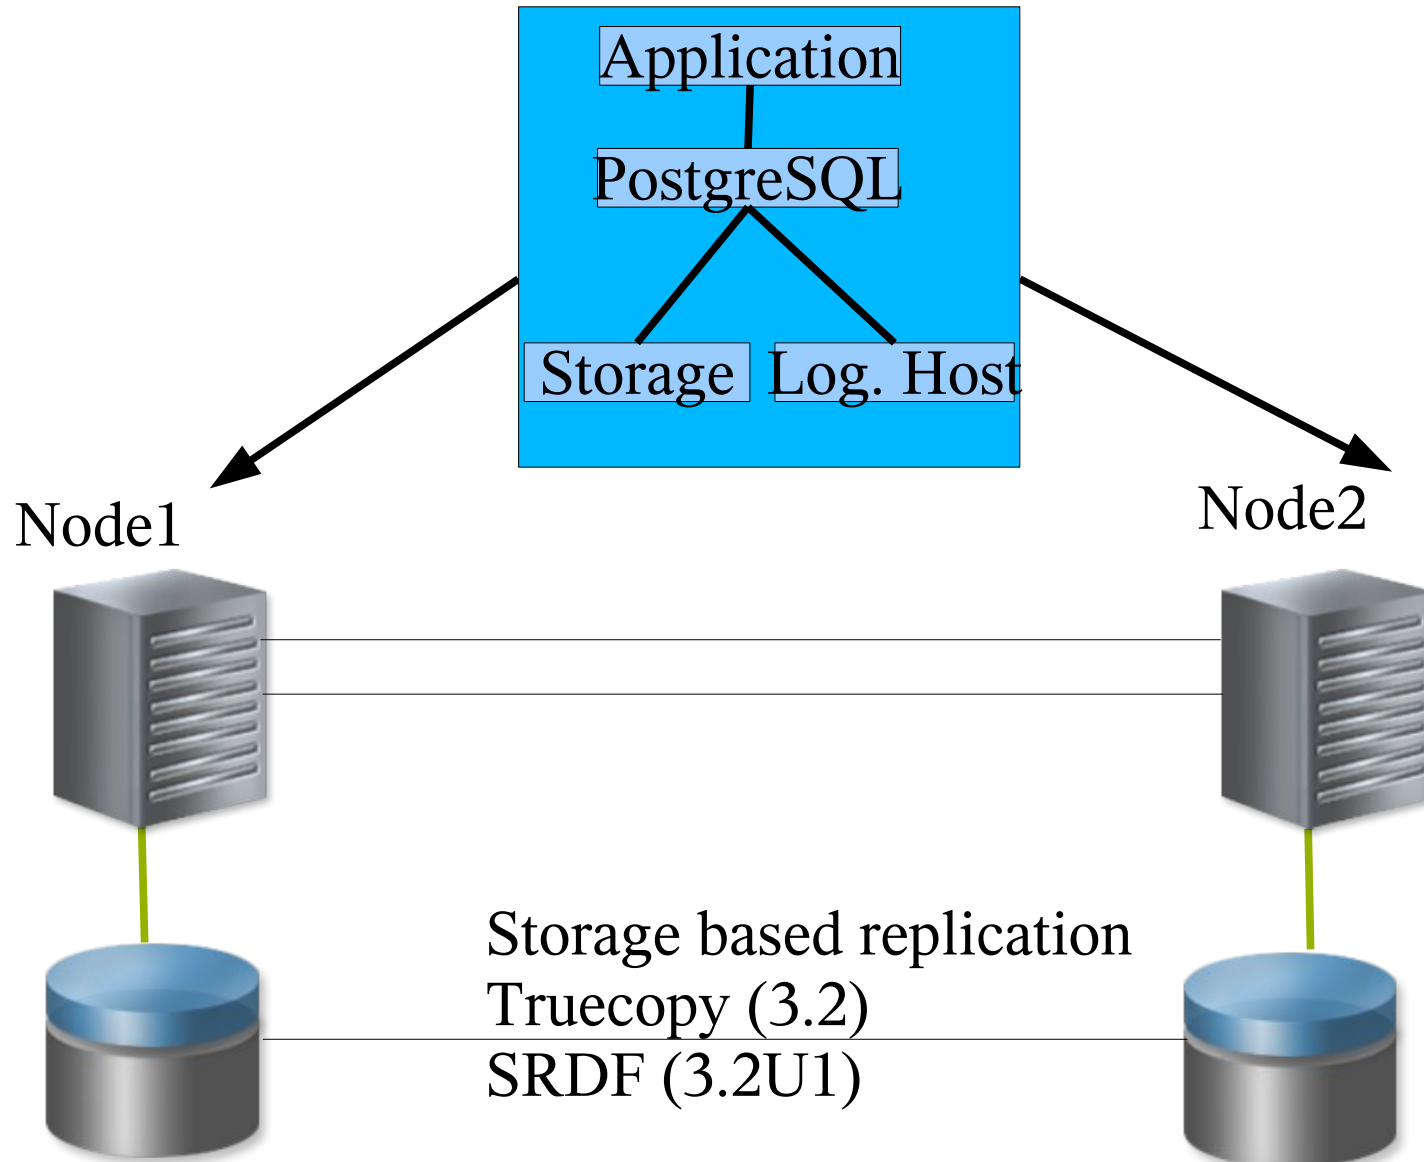 Application
PostgreSQL
Storage
Log. Host
Node1
Node2
Storage based replication
Truecopy (3.2)
SRDF (3.2U1)